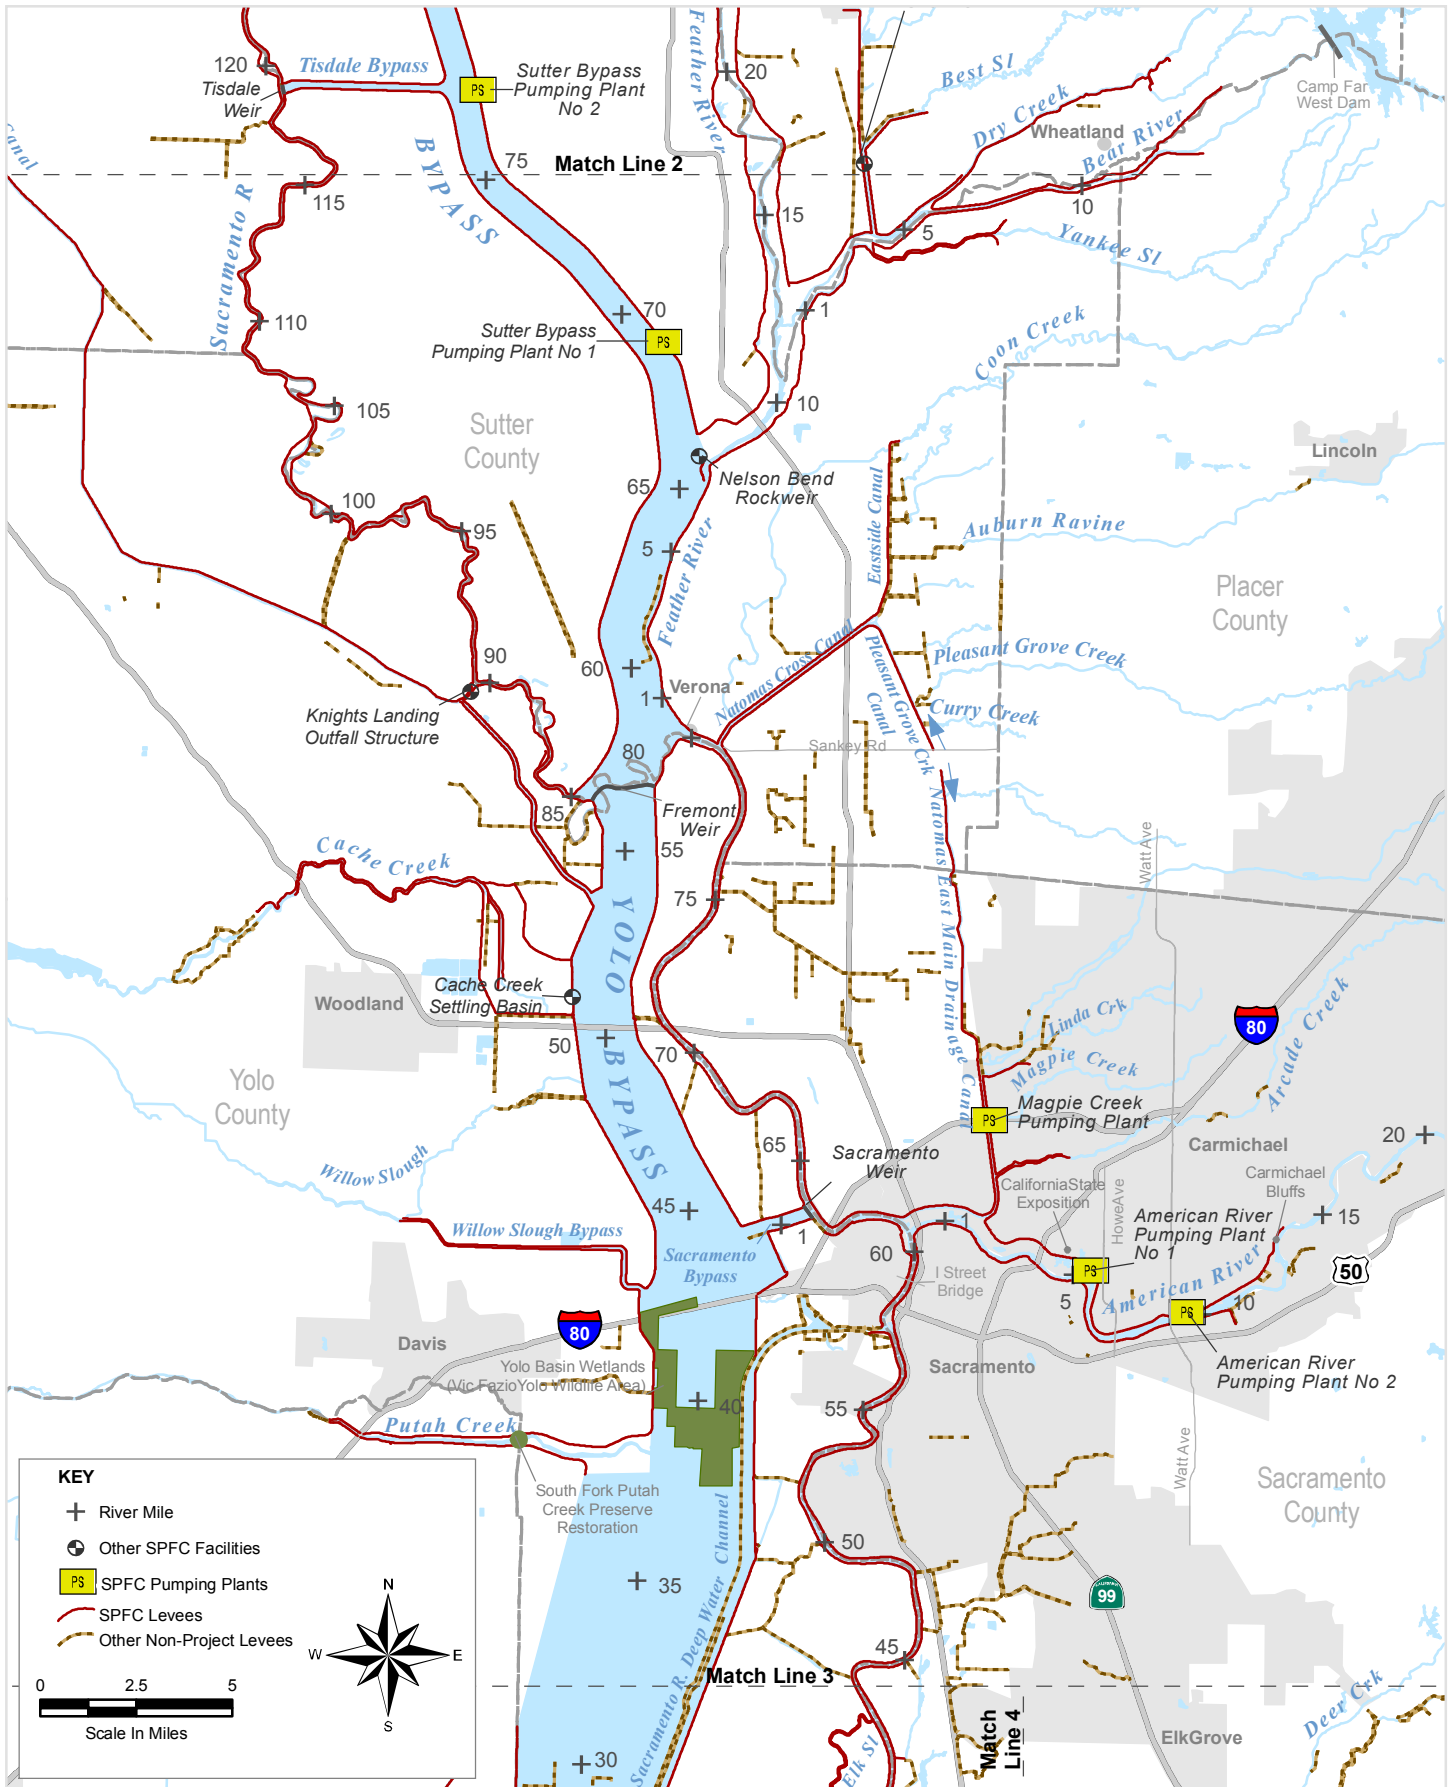 120
Tisdale
Weir
Tisdale Bypass
PS
Sutter Bypass
Pumping Plant
No 2
Feather River
20
Best Sl
Dry Creek
Wheatland
Bear River
Camp Far
West Dam
Canal
BYPASS
75
Match Line 2
115
Sacramento R
15
5
10
Yankee Sl
110
70
1
Sutter Bypass
Pumping Plant No 1
PS
Coon Creek
105
10
Sutter
County
Lincoln
Nelson Bend
Rockweir
65
100
95
5
Feather River
Eastside Canal
Auburn Ravine
Placer
County
90
60
1
Verona
Natomas Cross Canal
Pleasant Grove Crk
Canal
Pleasant Grove Creek
Curry Creek
Knights Landing
Outfall Structure
Sankey Rd
80
85
Fremont
Weir
Cache Creek
55
Natomas East Main Drainage Canal
Watt Ave
75
YOLO
Woodland
Cache Creek
Settling Basin
50
70
BYPASS
Linda Crk
Magpie Creek
80
Arcade Creek
Yolo
County
PS
Magpie Creek
Pumping Plant
20
Willow Slough
65
Sacramento
Weir
Carmichael
Carmichael
Bluffs
CaliforniaState
Exposition
HoweAve
American River
Pumping Plant
No 1
15
45
1
1
Willow Slough Bypass
Sacramento
Bypass
60
I Street
Bridge
PS
5
American River
PS
10
50
80
Davis
Yolo Basin Wetlands
(Vic FazioYolo Wildlife Area)
40
Sacramento
American River
Pumping Plant No 2
55
Putah Creek
South Fork Putah
Creek Preserve
Restoration
Watt Ave
Sacramento
County
50
35
Sacramento R. Deep Water Channel
99
45
Match Line 3
Match
Line 4
Elk Sl
ElkGrove
Deer Crk
30
KEY
River Mile
Other SPFC Facilities
PS
SPFC Pumping Plants
SPFC Levees
Other Non-Project Levees
N
W
E
S
0
2.5
5
Scale In Miles